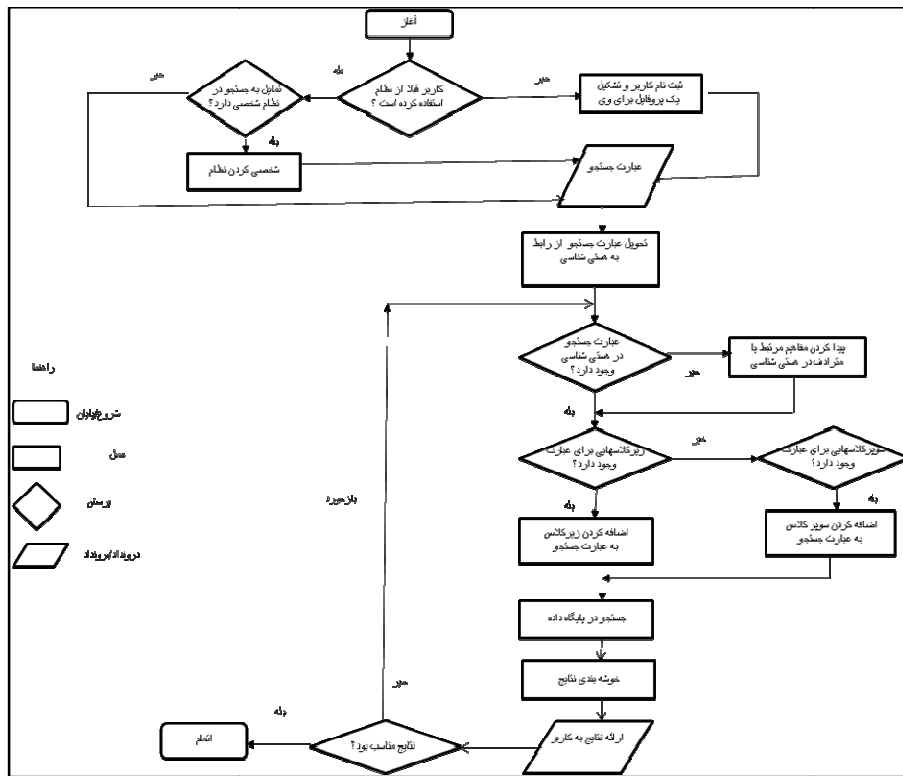 آغاز
کاربر قبلا از نظام
استفاده کرده است ؟
بله
خیر
تمایل به جستجو در
نظام شخصی دارد؟
خیر
بله
ثبت نام کاربر و تشکیل
یک پروفایل برای وی
شخصی کردن نظام
عبارت جستجو
تحویل عبارت جستجو از رابط
به هستی شناسی
عبارت جستجو
در هستی شناسی
وجود دارد؟
خیر
پیدا کردن مفاهیم مرتبط یا
مترادف در هستی شناسی
بله
زیرکلاسهایی برای عبارت
وجود دارد؟
خیر
سوپرکلاسهایی برای عبارت
وجود دارد؟
بله
بله
اضافه کردن زیرکلاس
به عبارت جستجو
اضافه کردن سوپر کلاس
به عبارت جستجو
جستجو در پایگاه داده
خوشه بندی نتایج
ارائه نتایج به کاربر
نتایج مناسب بود؟
خیر
بله
اتمام
بازخورد
راهنما
شروع/پایان
عمل
پرسش
درونداد/برونداد